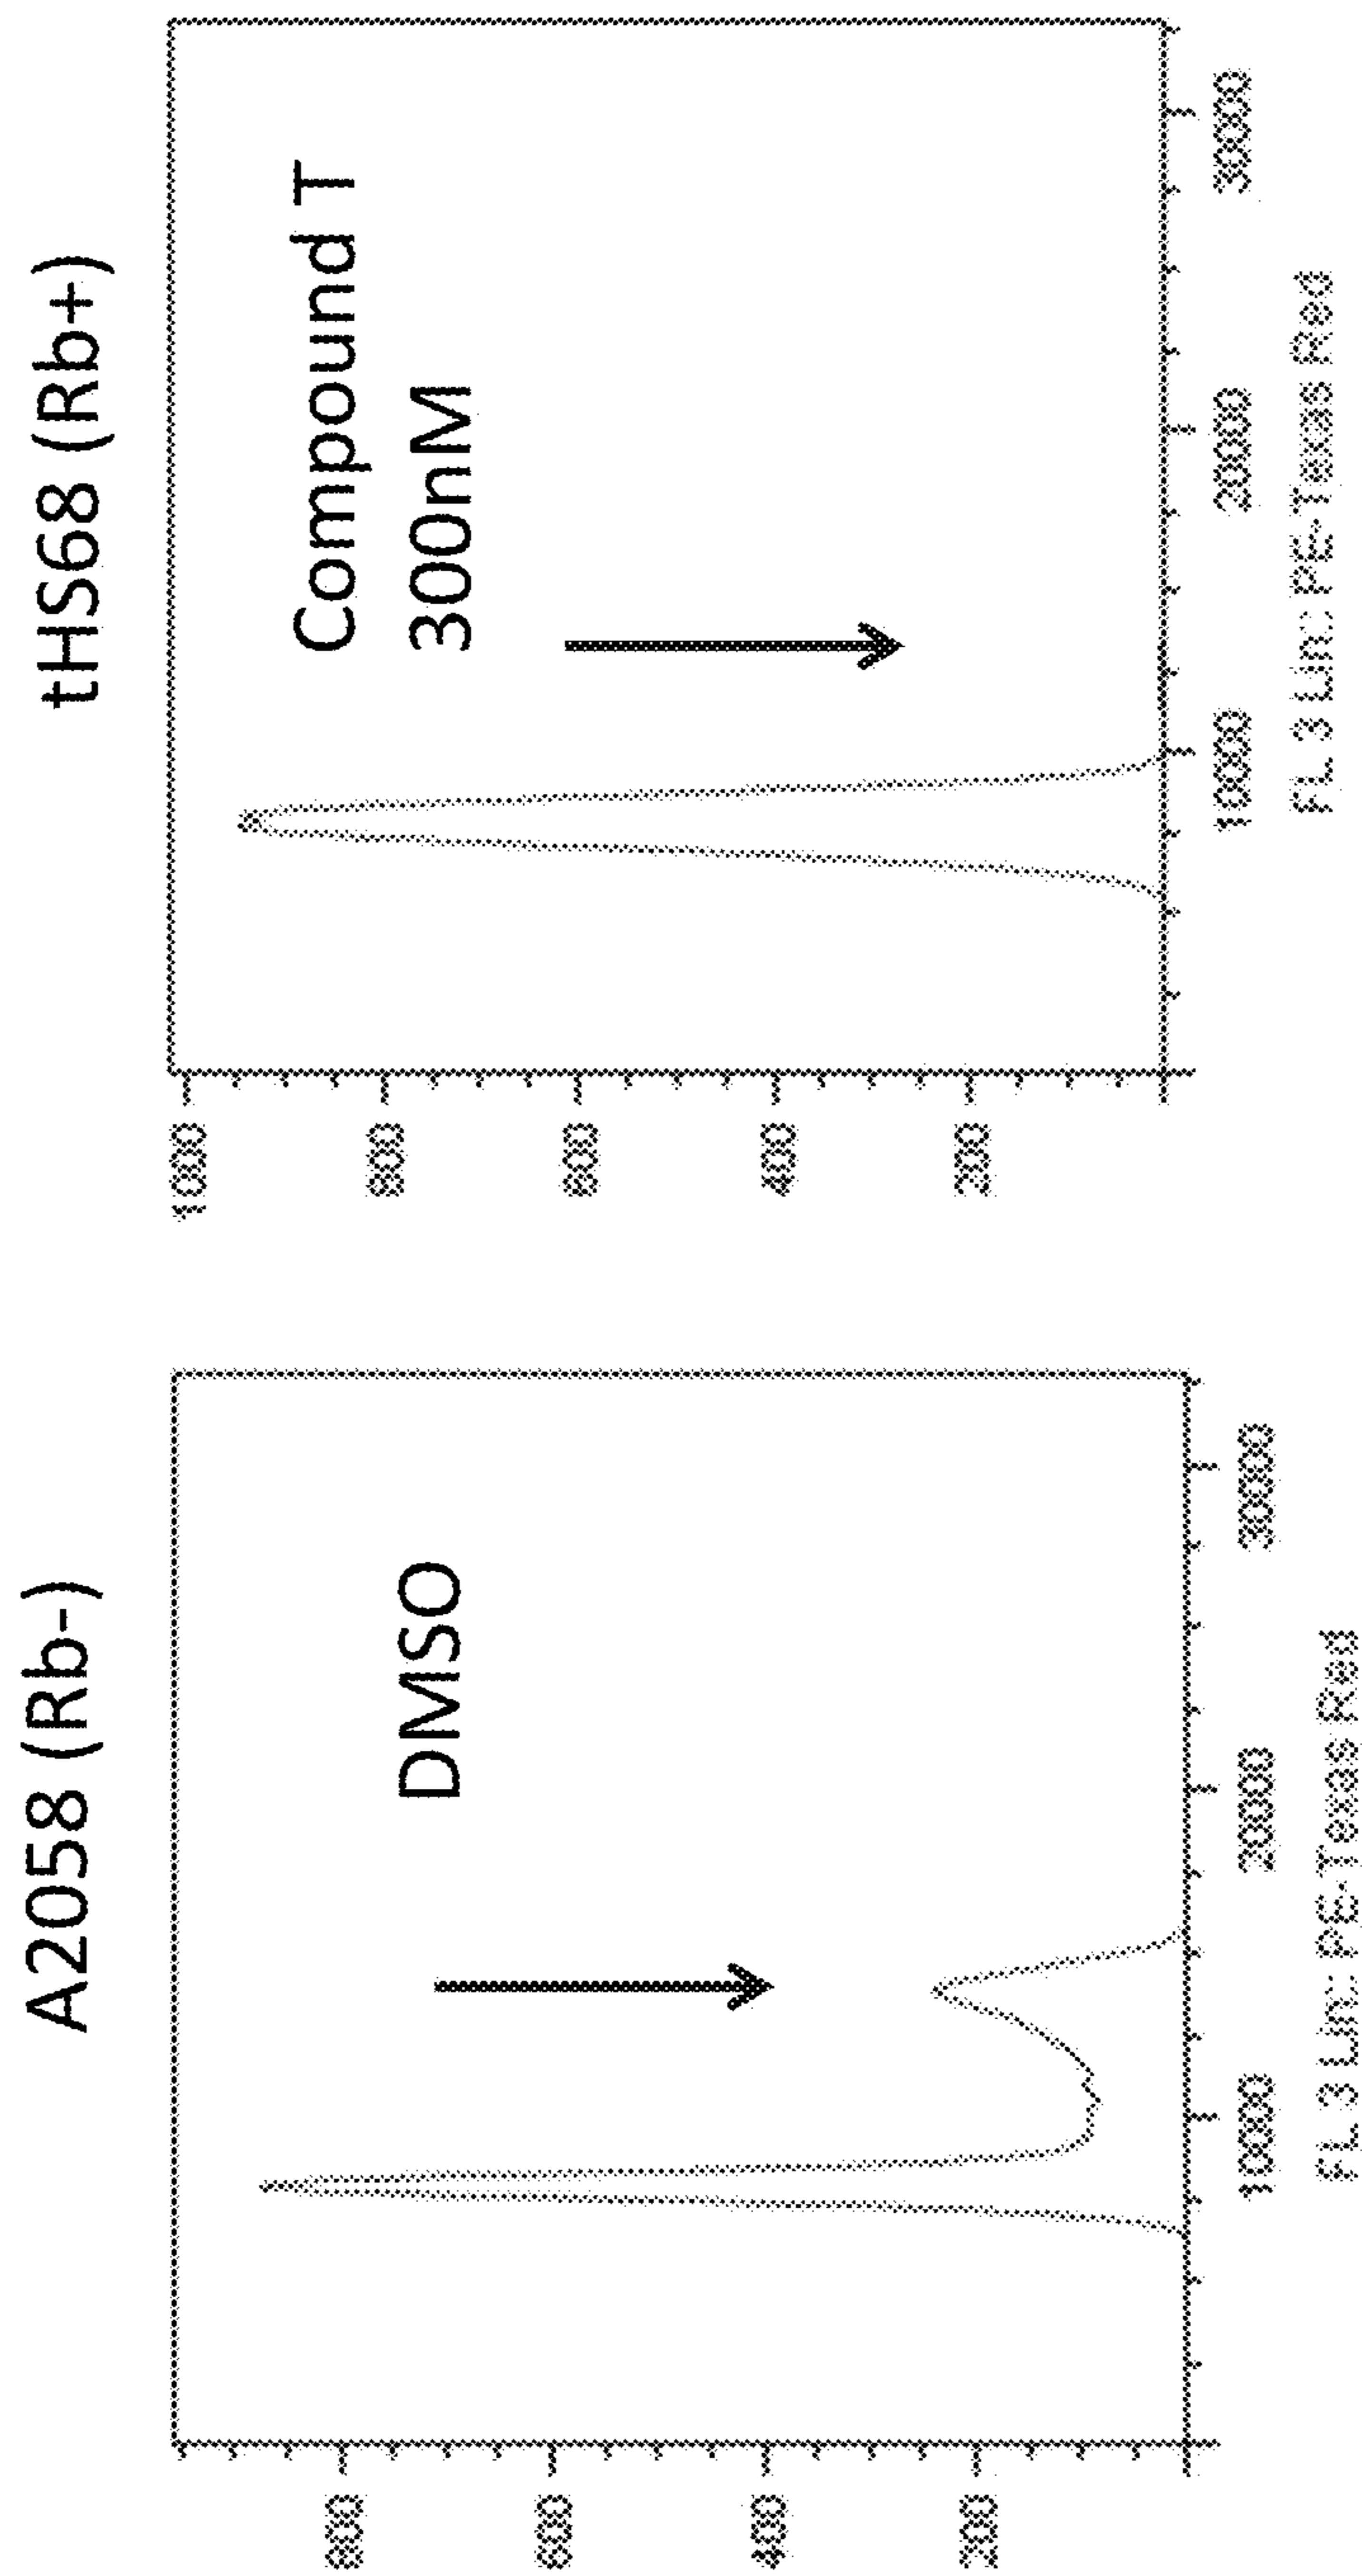 A2058 (Rb-)
DMSO
800
600
400
200
10000
20000
30000
FL 3 Lin: PE-Texas Red
tHS68 (Rb+)
Compound T
300nM
1000
800
600
400
200
10000
20000
30000
FL 3 Lin: PE-Texas Red